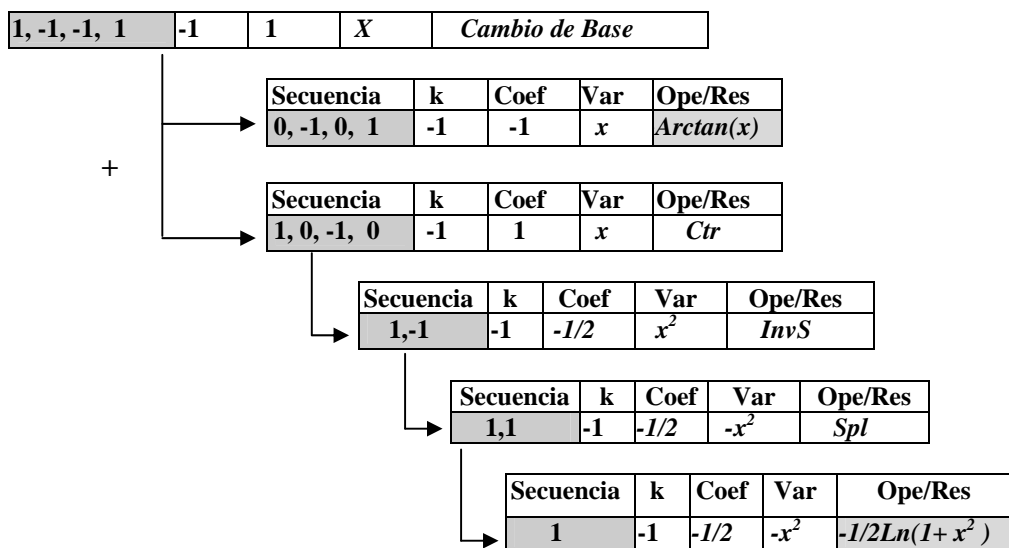 1, -1, -1, 1 -1 1 X Cambio de Base
Secuencia k Coef Var Ope/Res
0, -1, 0, 1 -1 -1 x Arctan(x)
+
Secuencia k Coef Var Ope/Res
1, 0, -1, 0 -1 1 x Ctr
Secuencia k Coef Var Ope/Res
1,-1 -1 -1/2 x² InvS
Secuencia k Coef Var Ope/Res
1,1 -1 -1/2 -x² Spl
Secuencia k Coef Var Ope/Res
1 -1 -1/2 -x² -1/2Ln(1+ x² )